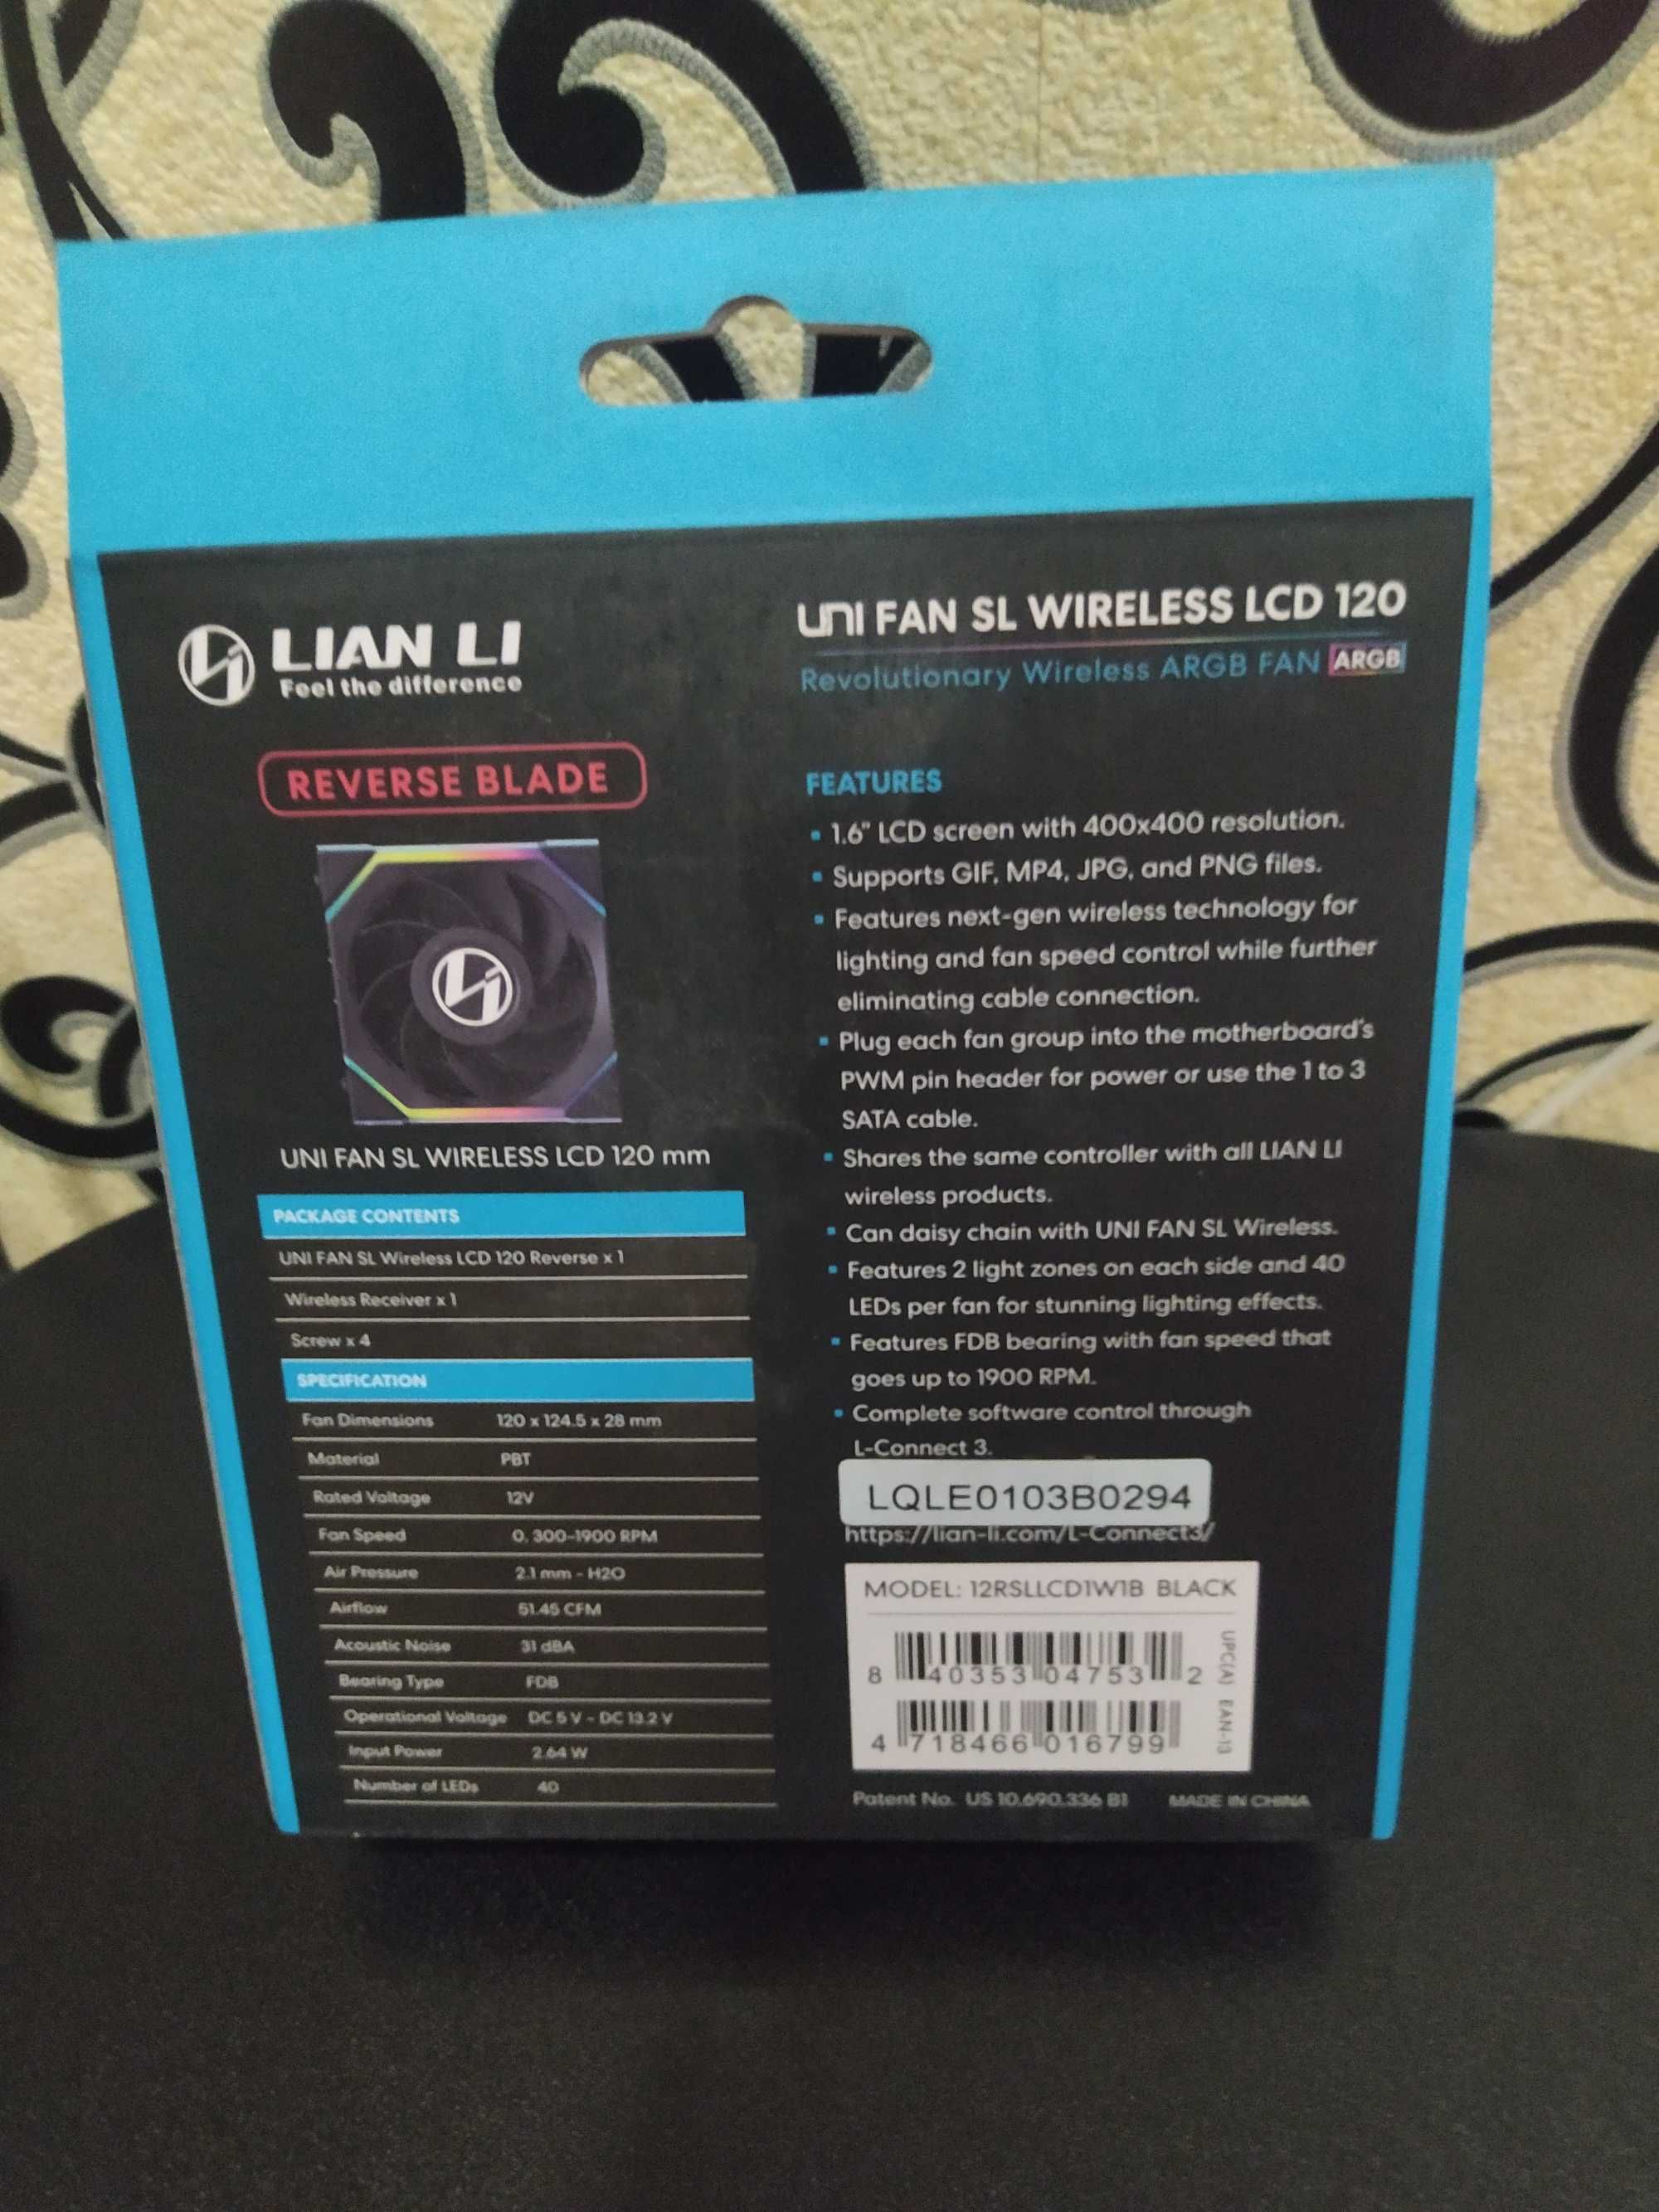 LIAN LI
Feel the difference
REVERSE BLADE
UNI FAN SL WIRELESS LCD 120 mm
PACKAGE CONTENTS
UNI FAN SL Wireless LCD 120 Reverse x 1
Wireless Receiver x 1
Screw x 4
SPECIFICATION
Fan Dimensions 120 x 124.5 x 28 mm
Material PBT
Rated Voltage 12V
Fan Speed 0, 300~1900 RPM
Air Pressure 2.1 mm - H2O
Airflow 51.45 CFM
Acoustic Noise 31 dBA
Bearing Type FDB
Operational Voltage DC 5 V ~ DC 13.2 V
Input Power 2.64 W
Number of LEDs 40
UNI FAN SL WIRELESS LCD 120
Revolutionary Wireless ARGB FAN ARGB
FEATURES
▪ 1.6" LCD screen with 400x400 resolution.
▪ Supports GIF, MP4, JPG, and PNG files.
▪ Features next-gen wireless technology for
lighting and fan speed control while further
eliminating cable connection.
▪ Plug each fan group into the motherboard's
PWM pin header for power or use the 1 to 3
SATA cable.
▪ Shares the same controller with all LIAN LI
wireless products.
▪ Can daisy chain with UNI FAN SL Wireless.
▪ Features 2 light zones on each side and 40
LEDs per fan for stunning lighting effects.
▪ Features FDB bearing with fan speed that
goes up to 1900 RPM.
▪ Complete software control through
L-Connect 3.
LQLE0103B0294
https://lian-li.com/L-Connect3/
MODEL: 12RSLLCD1W1B BLACK
8 40353 04753 2
UPC(A)
4 718466 016799
EAN-13
Patent No. US 10,690,336 B1 MADE IN CHINA